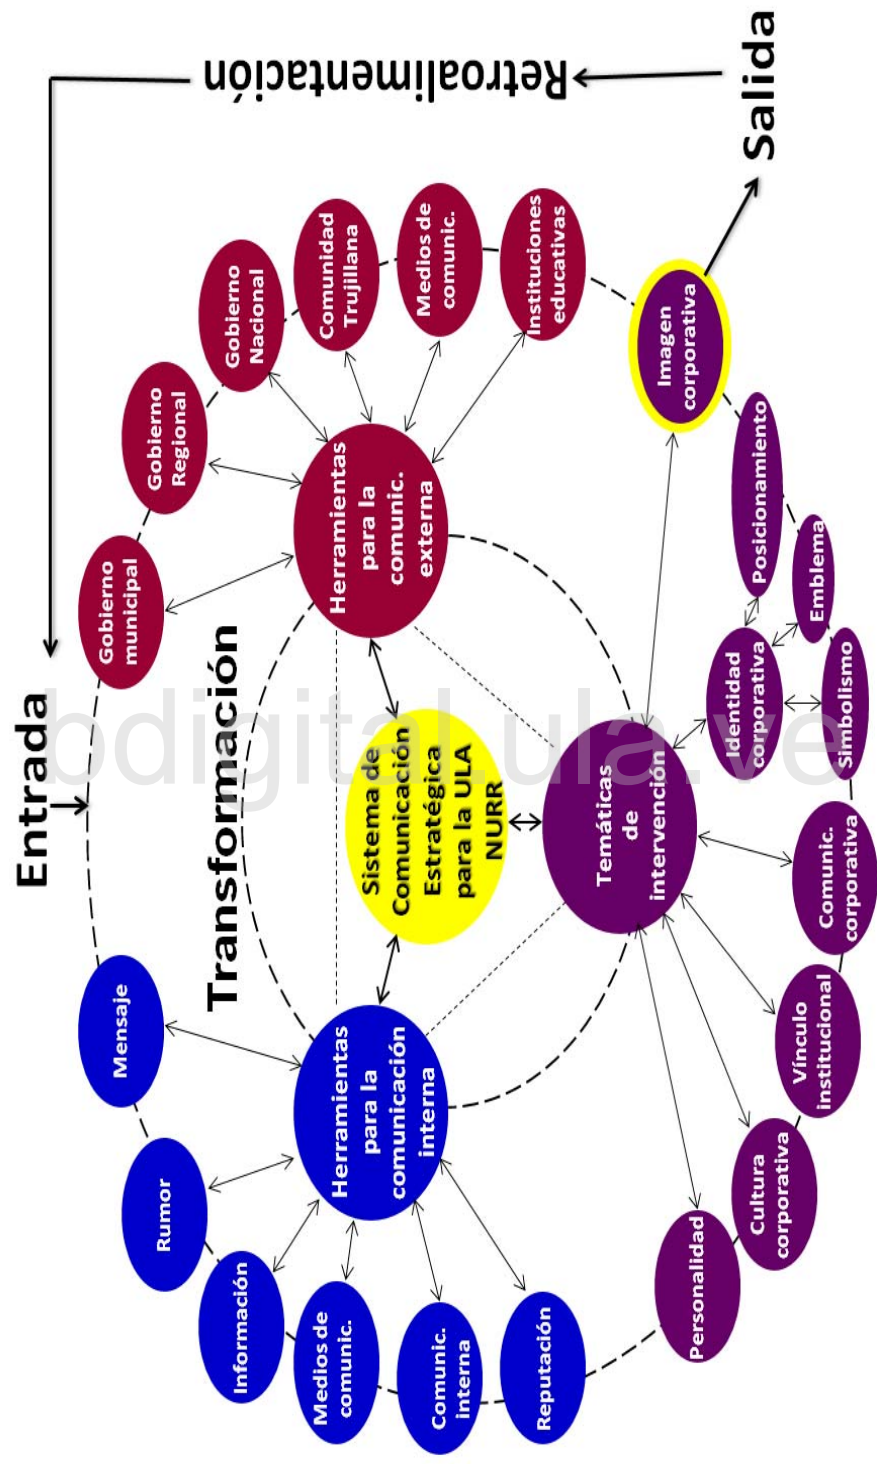 Entrada
Transformación
Mensaje
Rumor
Información
Medios de
comunic.
Comunic.
interna
Reputación
Herramientas
para la
comunicación
interna
Sistema de
Comunicación
Estratégica
para la ULA
NURR
Herramientas
para la
comunic.
externa
Gobierno
municipal
Gobierno
Regional
Gobierno
Nacional
Comunidad
Trujillana
Medios de
comunic.
Instituciones
educativas
Temáticas
de
intervención
Personalidad
Cultura
corporativa
Vínculo
institucional
Comunic.
corporativa
Identidad
corporativa
Simbolismo
Emblema
Posicionamiento
Imagen
corporativa
Salida
Retroalimentación
bdigital.ula.ve